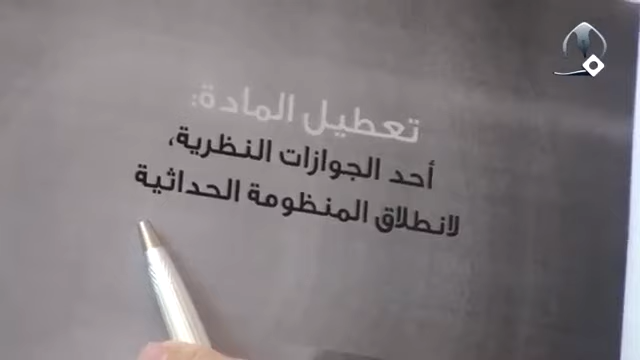 تعطيل المادة:
أحد الجوازات النظرية،
لانطلاق المنظومة الحداثية